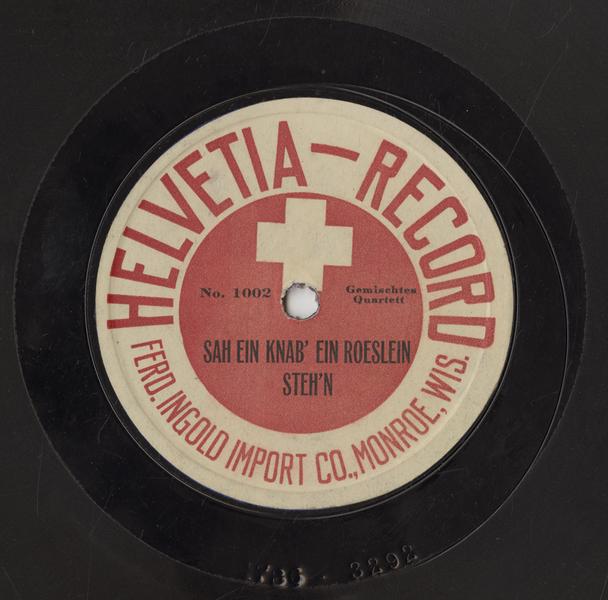 HELVETIA—RECORD
No. 1002
Gemischtes
Quartett
SAH EIN KNAB' EIN ROESLEIN
STEH'N
FERD. INGOLD IMPORT CO., MONROE, WIS.
3292